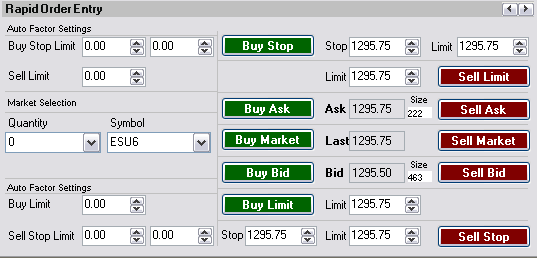 Rapid Order Entry
Auto Factor Settings
Buy Stop Limit 0.00 0.00 Buy Stop Stop 1295.75 Limit 1295.75
Sell Limit 0.00 Limit 1295.75 Sell Limit
Market Selection
Buy Ask Ask 1295.75 Size 222 Sell Ask
Quantity Symbol
0 ESU6 Buy Market Last 1295.75 Sell Market
Buy Bid Bid 1295.50 Size 463 Sell Bid
Auto Factor Settings
Buy Limit 0.00 Buy Limit Limit 1295.75
Sell Stop Limit 0.00 0.00 Stop 1295.75 Limit 1295.75 Sell Stop